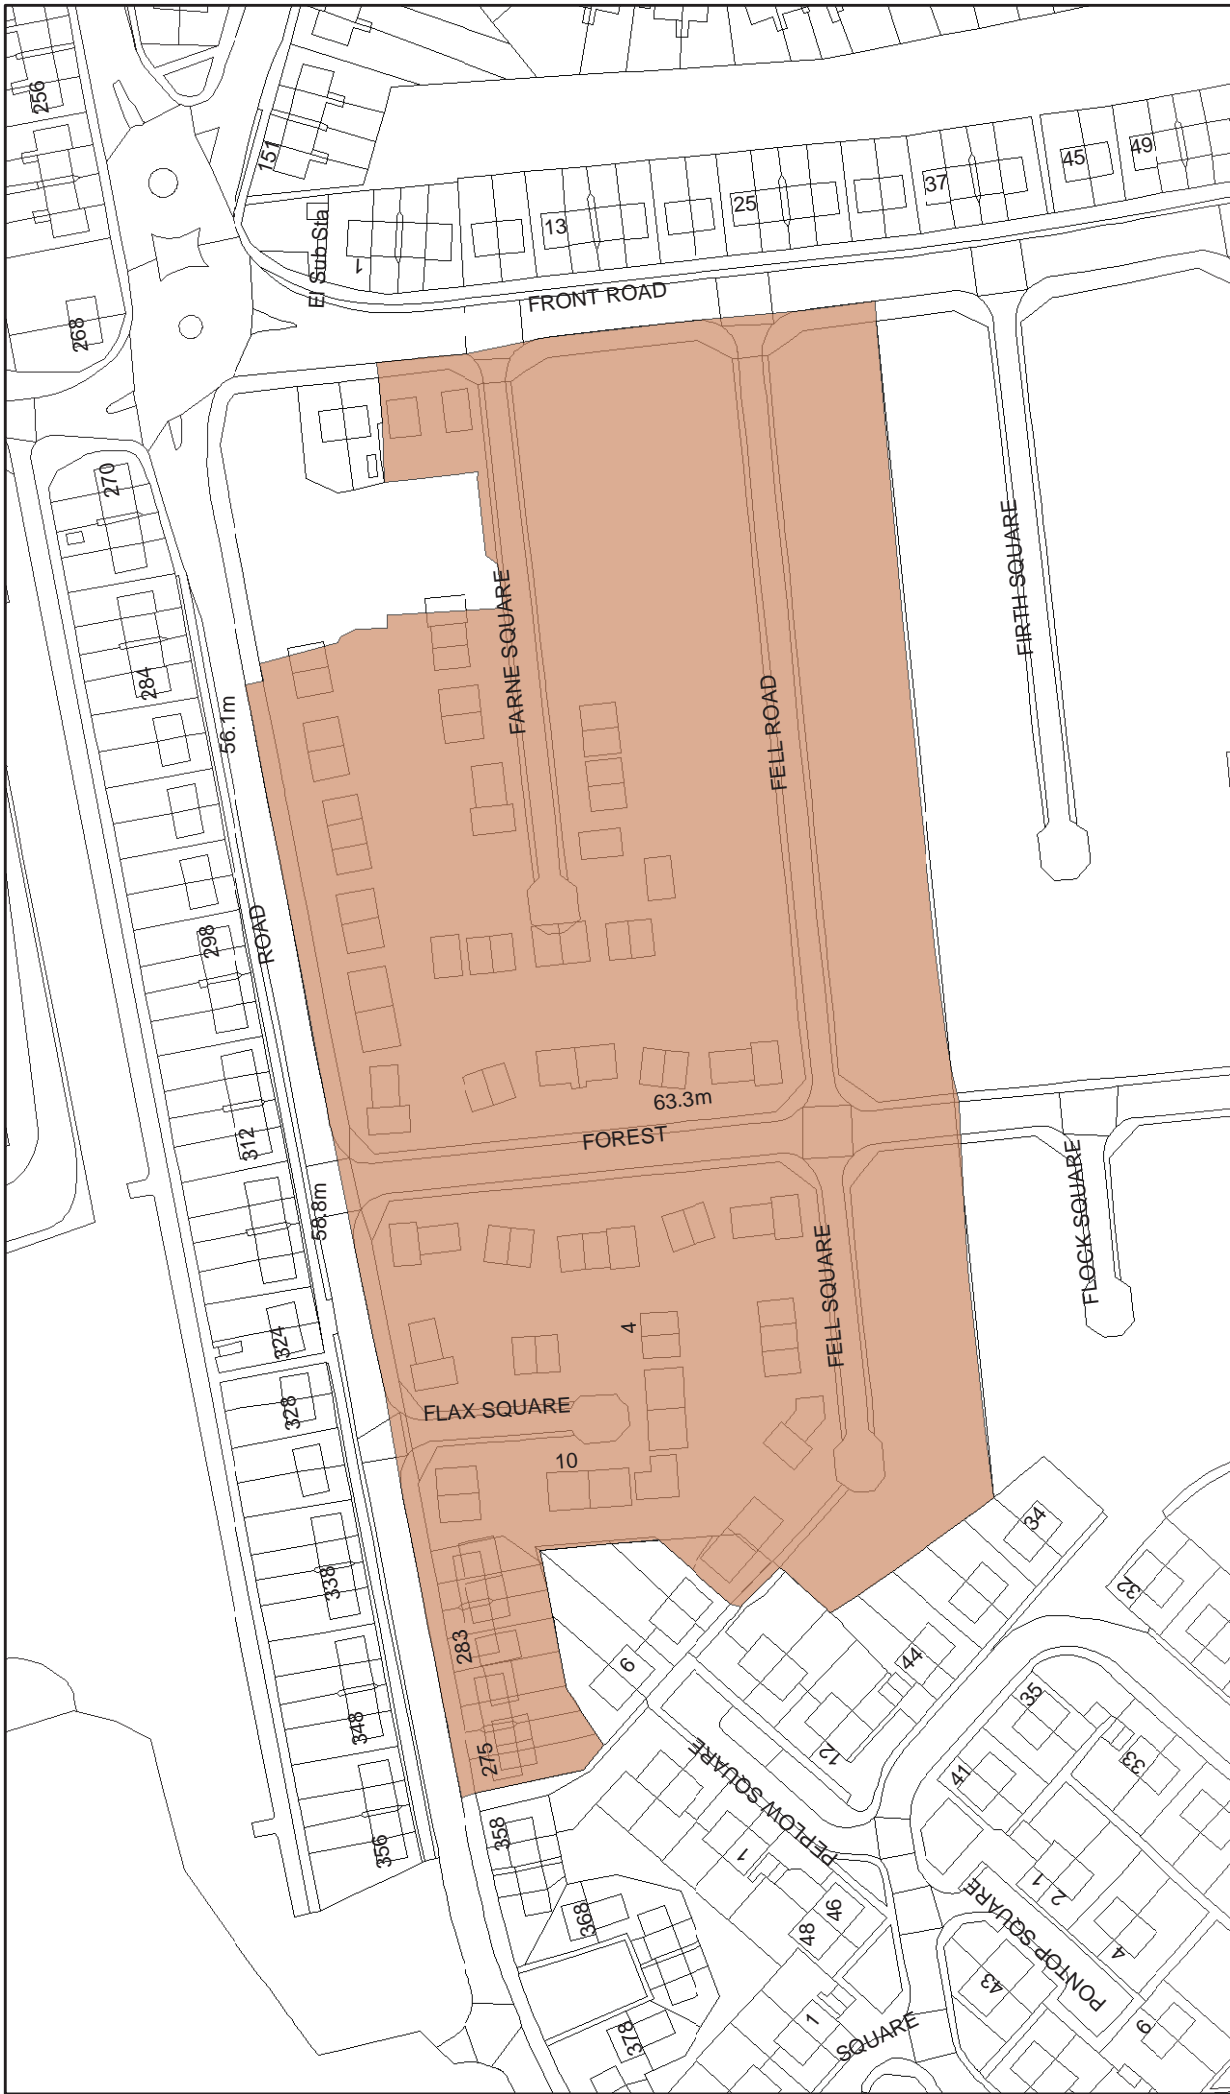 256
151
El Sub Sta
1
13
25
37
45
49
268
FRONT ROAD
270
284
56.1m
FARNE SQUARE
FELL ROAD
FIRTH SQUARE
298
ROAD
63.3m
FOREST
312
58.8m
FLOCK SQUARE
FELL SQUARE
324
4
328
FLAX SQUARE
10
338
283
34
32
6
44
348
275
35
PEPLOW SQUARE
12
41
33
356
358
1
PONTOP SQUARE
2 1
368
46
48
4
43
378
1
SQUARE
6